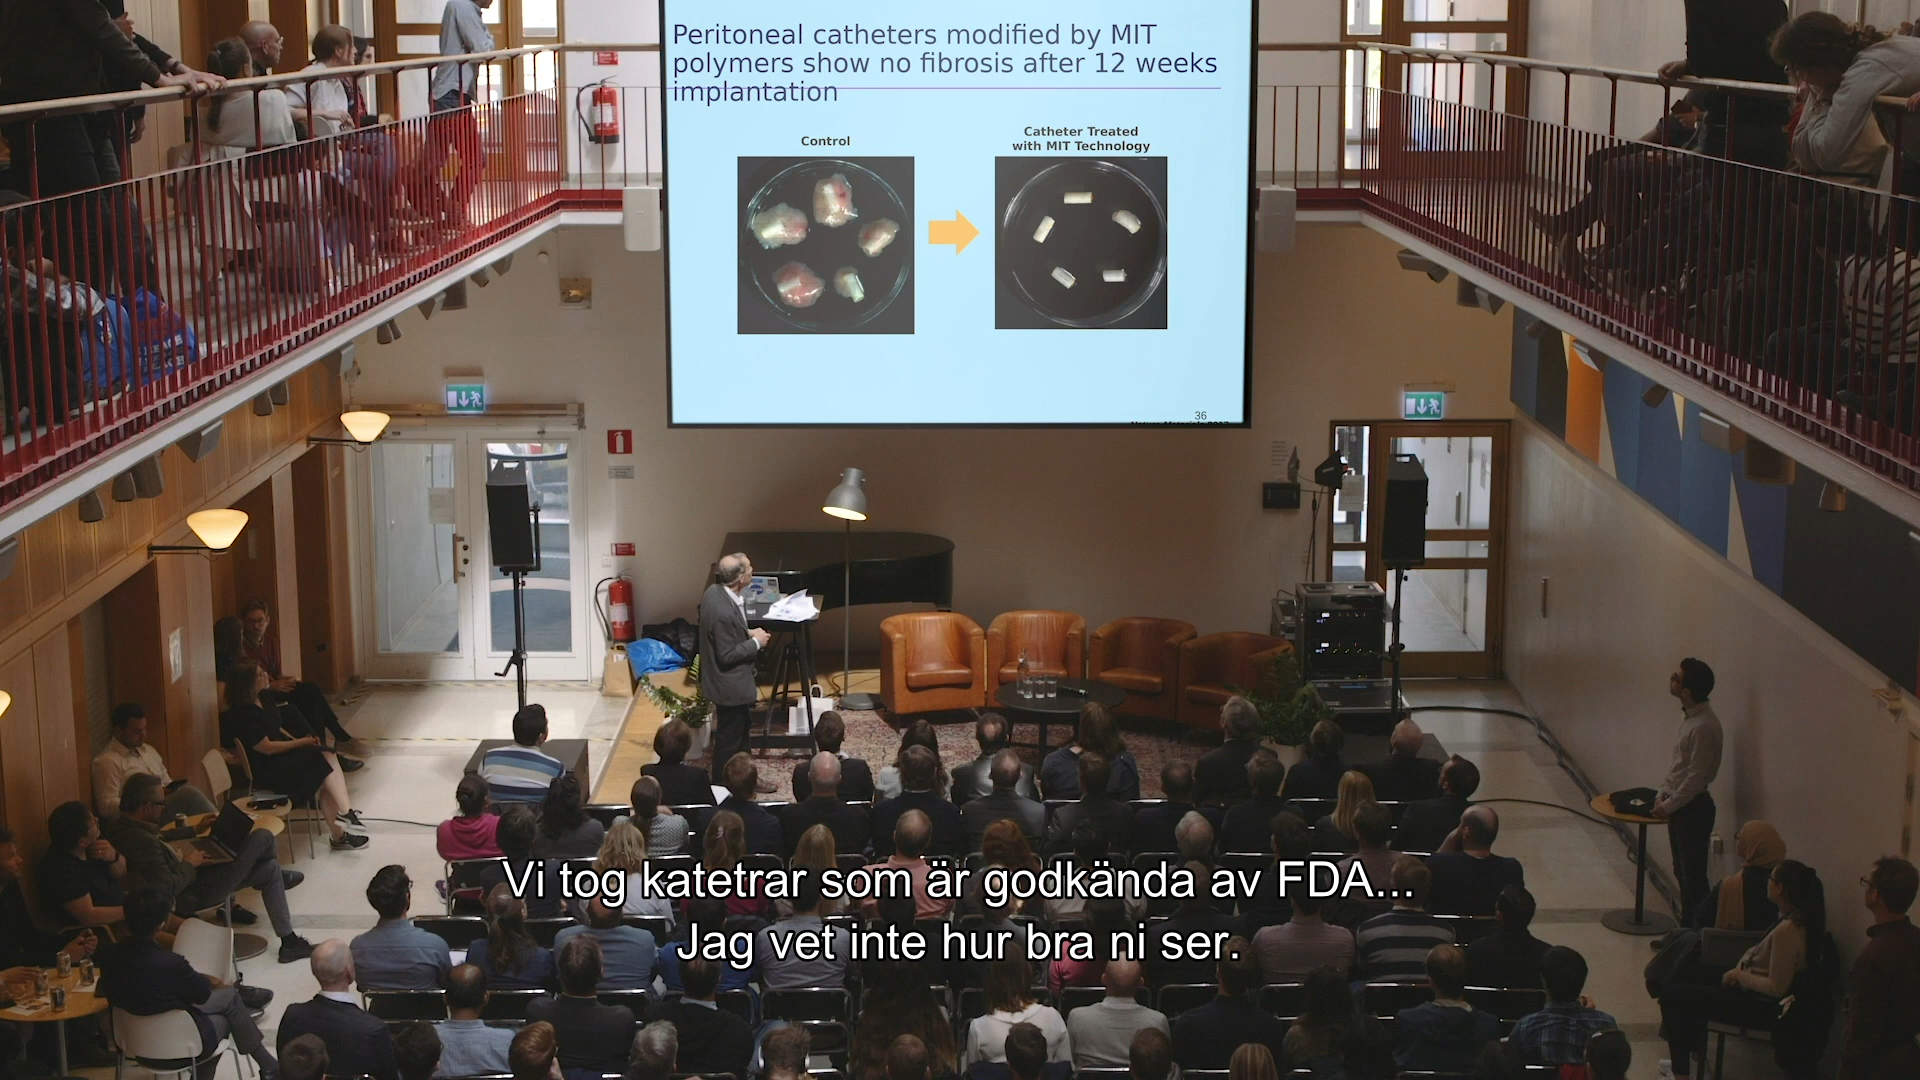 Peritoneal catheters modified by MIT
polymers show no fibrosis after 12 weeks
implantation
Control
Catheter Treated
with MIT Technology
36
Vi tog katetrar som är godkända av FDA...
Jag vet inte hur bra ni ser.